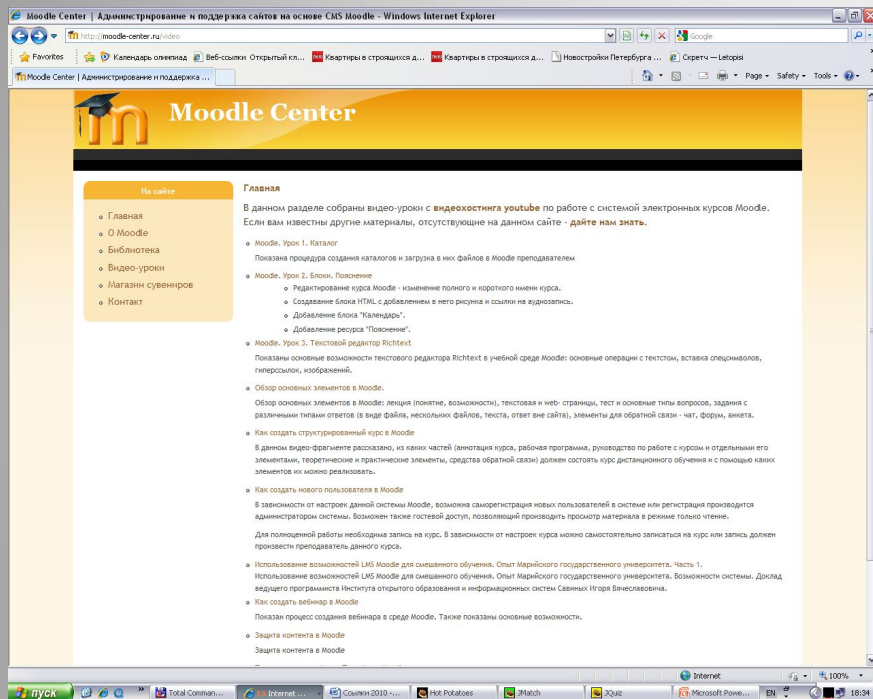 Moodle Center | Администрирование и поддержка сайтов на основе CMS Moodle - Windows Internet Explorer
http://moodle-center.ru/video
Google
Favorites Календарь олимпиад Веб-ссылки Открытый кл... Квартиры в строящихся д... Квартиры в строящихся д... Новостройки Петербурга ... Скретч — Letopisi
Moodle Center | Администрирование и поддержка ...
Page Safety Tools
Moodle Center
На сайте
Главная
О Moodle
Библиотека
Видео-уроки
Магазин сувениров
Контакт
Главная
В данном разделе собраны видео-уроки с видеохостинга youtube по работе с системой электронных курсов Moodle.
Если вам известны другие материалы, отсутствующие на данном сайте - дайте нам знать.
Moodle. Урок 1. Каталог
Показана процедура создания каталогов и загрузка в них файлов в Moodle преподавателем
Moodle. Урок 2. Блоки. Пояснение
Редактирование курса Moodle - изменение полного и короткого имени курса.
Создавание блока HTML с добавлением в него рисунка и ссылки на аудиозапись.
Добавление блока "Календарь".
Добавление ресурса "Пояснение".
Moodle. Урок 3. Текстовой редактор Richtext
Показаны основные возможности текстового редактора Richtext в учебной среде Moodle: основные операции с тектстом, вставка спецсимволов,
гиперссылок, изображений.
Обзор основных элементов в Moodle.
Обзор основных элементов в Moodle: лекция (понятие, возможности), текстовая и web- страницы, тест и основные типы вопросов, задания с
различными типами ответов (в виде файла, нескольких файлов, текста, ответ вне сайта), элементы для обратной связи - чат, форум, анкета.
Как создать структурированный курс в Moodle
В данном видео-фрагменте рассказано, из каких частей (аннотация курса, рабочая программа, руководство по работе с курсом и отдельными его
элементами, теоретические и практические элементы, средства обратной связи) должен состоять курс дистанционного обучения и с помощью каких
элементов их можно реализовать.
Как создать нового пользователя в Moodle
В зависимости от настроек данной системы Moodle, возможна саморегистрация новых пользователей в системе или регистрация производится
администратором системы. Возможен также гостевой доступ, позволяющий производить просмотр материала в режиме только чтение.
Для полноценной работы необходима запись на курс. В зависимости от настроек курса можно самостоятельно записаться на курс или запись должен
произвести преподаватель данного курса.
Использование возможностей LMS Moodle для смешанного обучения. Опыт Марийского государственного университета. Часть 1.
Использование возможностей LMS Moodle для смешанного обучения. Опыт Марийского государственного университета. Возможности системы. Доклад
ведущего программиста Института открытого образования и информационных систем Савиных Игоря Вячеславовича.
Как создать вебинар в Moodle
Показан процесс создания вебинара в среде Moodle. Также показаны основные возможности.
Защита контента в Moodle
Защита контента в Moodle
Internet 100%
пуск Total Comman... Internet ... Ссылки 2010 -... Hot Potatoes JMatch JQuiz Microsoft Powe... EN 18:34